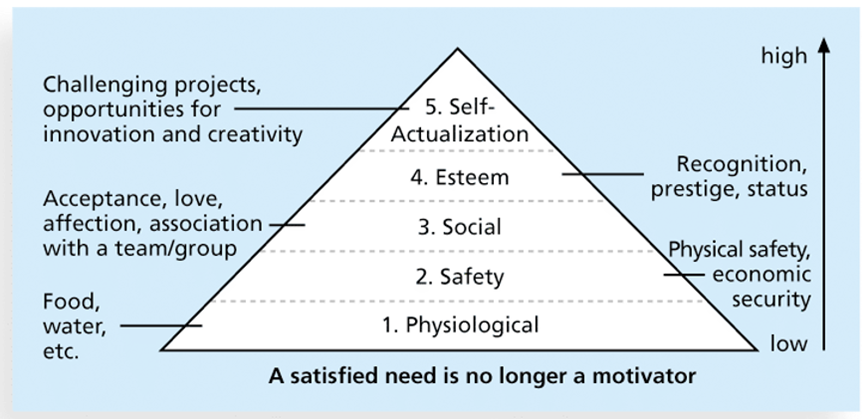 high
Challenging projects,
opportunities for
innovation and creativity
5. Self-
Actualization
4. Esteem
Recognition,
prestige, status
Acceptance, love,
affection, association
with a team/group
3. Social
2. Safety
Physical safety,
economic
security
Food,
water,
etc.
1. Physiological
low
A satisfied need is no longer a motivator